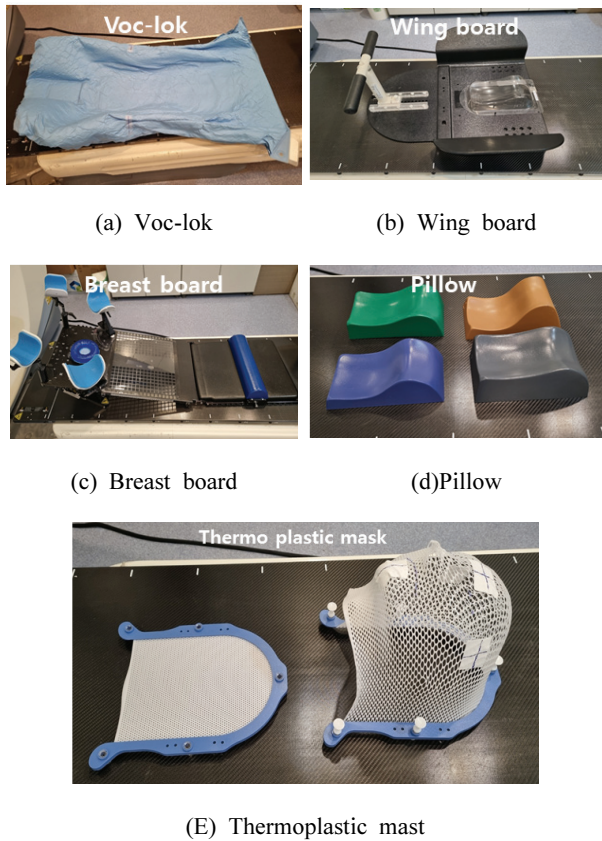 Voc-lok
Wing board
(a) Voc-lok
(b) Wing board
Breast board
Pillow
(c) Breast board
(d)Pillow
Thermo plastic mask
(E) Thermoplastic mast